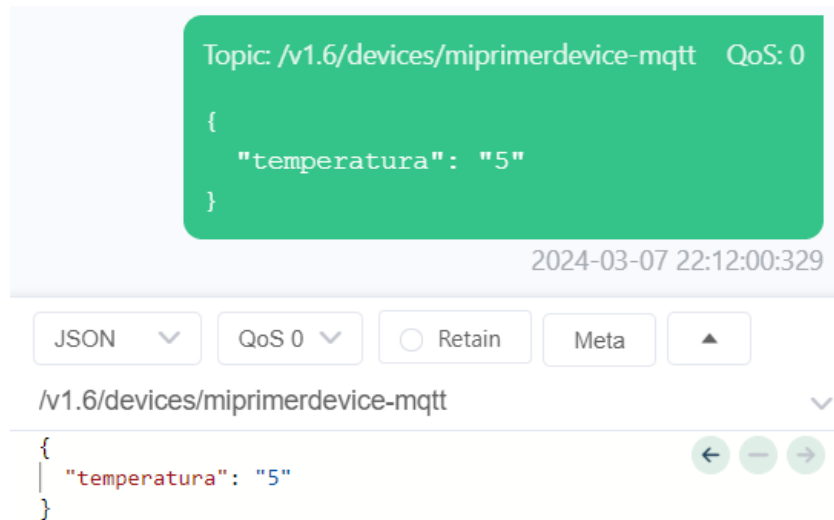 Topic: /v1.6/devices/miprimerdevice-mqtt QoS: 0
{
"temperatura": "5"
}
2024-03-07 22:12:00:329
JSON QoS 0 Retain Meta
/v1.6/devices/miprimerdevice-mqtt
{
"temperatura": "5"
}